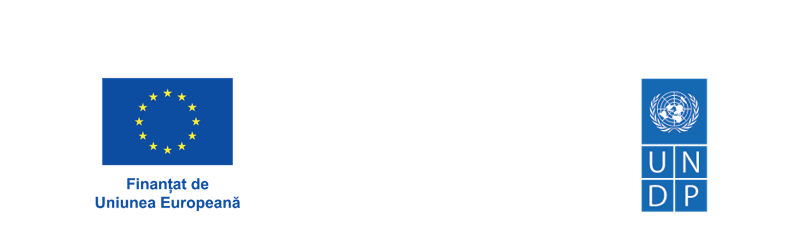 Finanțat de
Uniunea Europeană
U N
D P